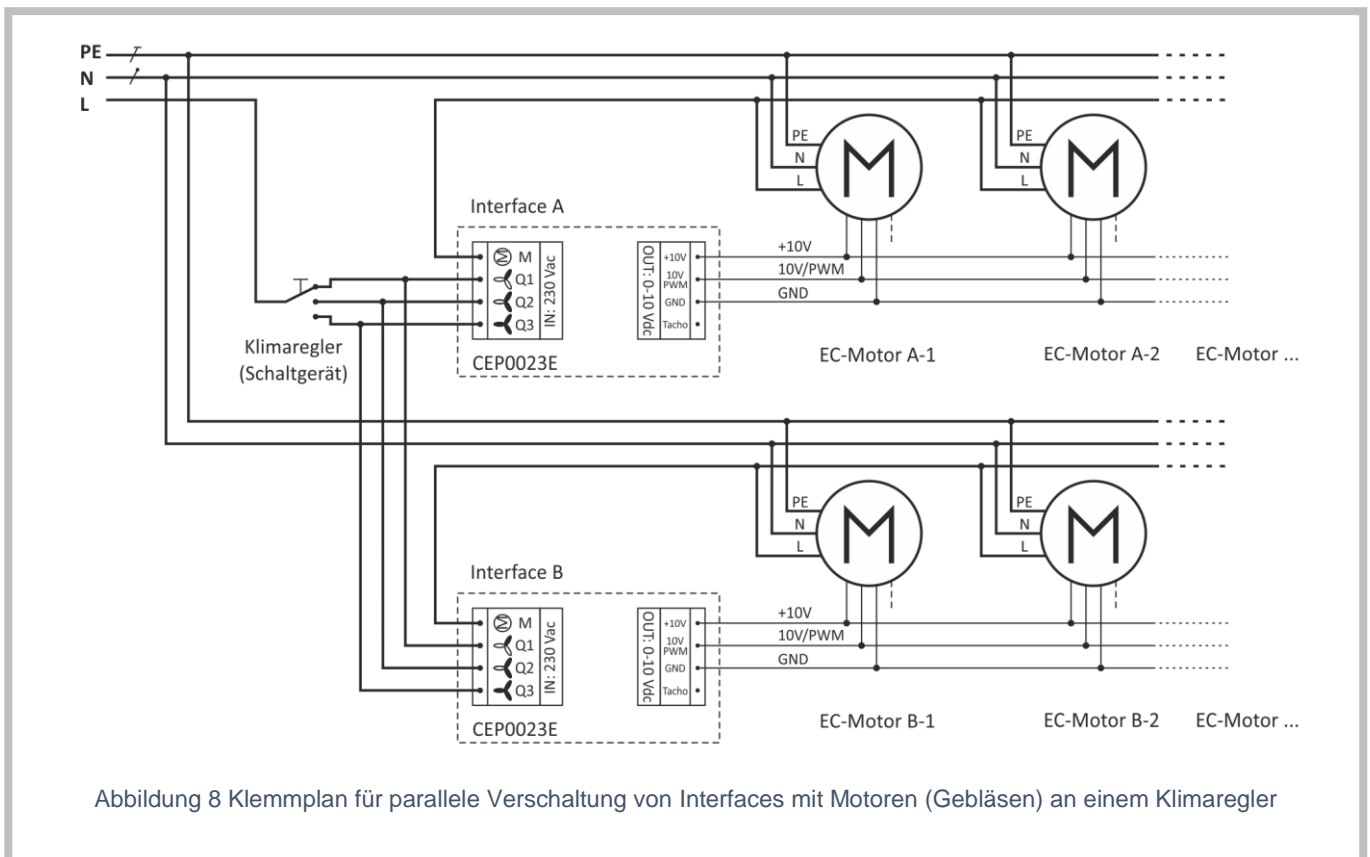 PE
N
L
PE
N
L
PE
N
L
Interface A
M
Q1
Q2
Q3
IN: 230 Vac
OUT: 0-10 Vdc
+10V
10V
PWM
GND
Tacho
CEP0023E
+10V
10V/PWM
GND
Klimaregler
(Schaltgerät)
EC-Motor A-1
EC-Motor A-2
EC-Motor ...
PE
N
L
PE
N
L
Interface B
M
Q1
Q2
Q3
IN: 230 Vac
OUT: 0-10 Vdc
+10V
10V
PWM
GND
Tacho
CEP0023E
+10V
10V/PWM
GND
EC-Motor B-1
EC-Motor B-2
EC-Motor ...
Abbildung 8 Klemmplan für parallele Verschaltung von Interfaces mit Motoren (Gebläsen) an einem Klimaregler